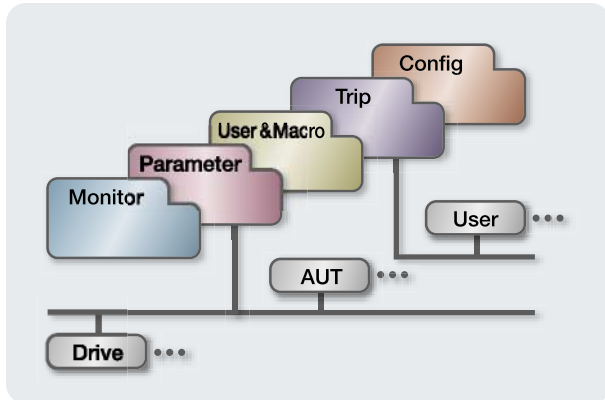 Config
Trip
User &Macro
Parameter
Monitor
User
AUT
Drive